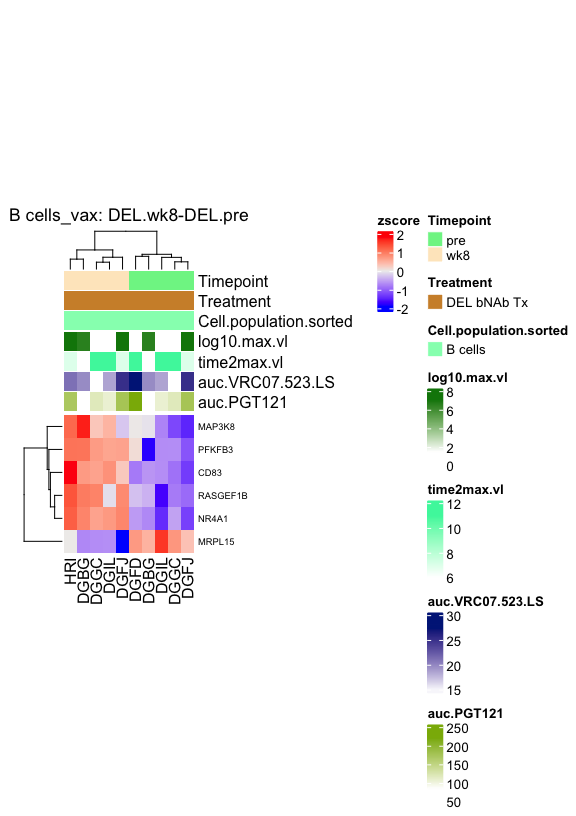 B cells_vax: DEL.wk8-DEL.pre
Timepoint
Treatment
Cell.population.sorted
log10.max.vl
time2max.vl
auc.VRC07.523.LS
auc.PGT121
MAP3K8
PFKFB3
CD83
RASGEF1B
NR4A1
MRPL15
HRI
DGBG
DGGC
DGIL
DGFJ
DGFD
DGBG
DGIL
DGGC
DGFJ
zscore
2
1
0
-1
-2
Timepoint
pre
wk8
Treatment
DEL bNAb Tx
Cell.population.sorted
B cells
log10.max.vl
8
6
4
2
0
time2max.vl
12
10
8
6
auc.VRC07.523.LS
30
25
20
15
auc.PGT121
250
200
150
100
50